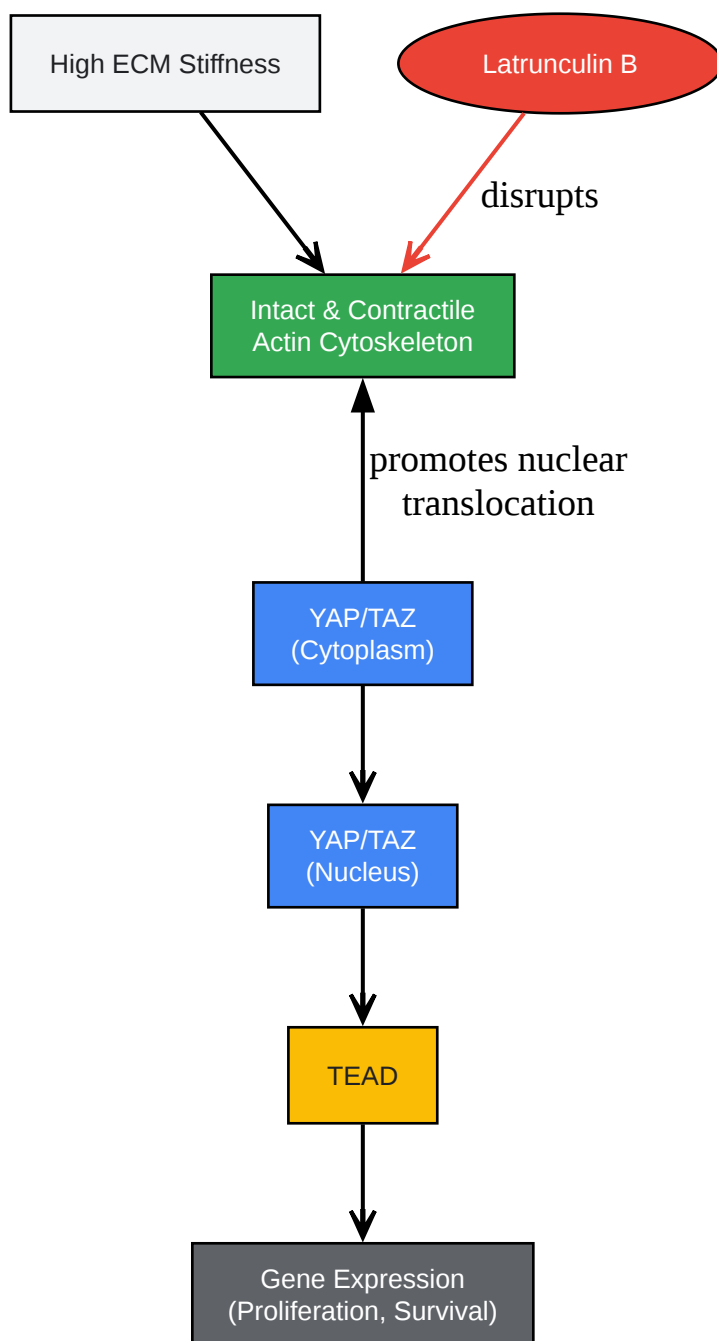 High ECM Stiffness
Latrunculin B
disrupts
Intact & Contractile
Actin Cytoskeleton
promotes nuclear
translocation
YAP/TAZ
(Cytoplasm)
YAP/TAZ
(Nucleus)
TEAD
Gene Expression
(Proliferation, Survival)